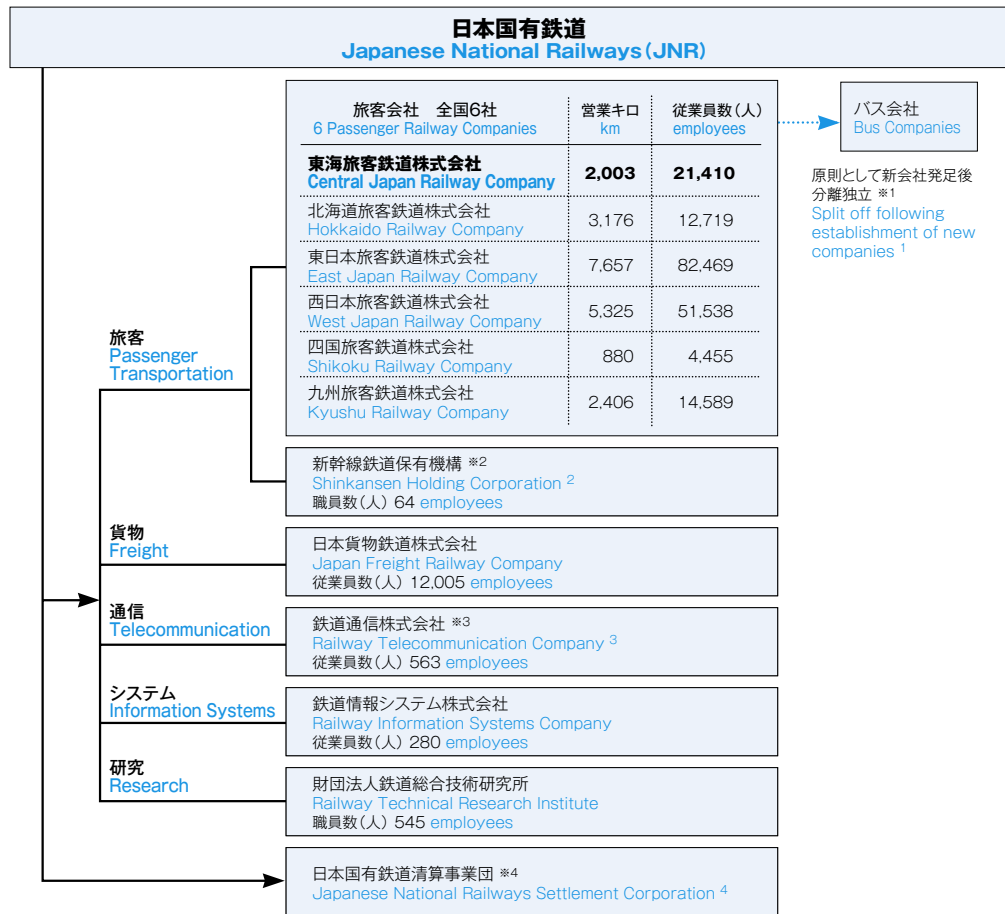 日本国有鉄道
Japanese National Railways(JNR)
旅客会社 全国6社 営業キロ 従業員数(人)
6 Passenger Railway Companies km employees
東海旅客鉄道株式会社
Central Japan Railway Company 2,003 21,410
北海道旅客鉄道株式会社
Hokkaido Railway Company 3,176 12,719
東日本旅客鉄道株式会社
East Japan Railway Company 7,657 82,469
西日本旅客鉄道株式会社
West Japan Railway Company 5,325 51,538
四国旅客鉄道株式会社
Shikoku Railway Company 880 4,455
九州旅客鉄道株式会社
Kyushu Railway Company 2,406 14,589
バス会社
Bus Companies
原則として新会社発足後
分離独立 ※1
Split off following
establishment of new
companies 1
旅客
Passenger
Transportation
新幹線鉄道保有機構 ※2
Shinkansen Holding Corporation 2
職員数(人) 64 employees
貨物
Freight
日本貨物鉄道株式会社
Japan Freight Railway Company
従業員数(人) 12,005 employees
通信
Telecommunication
鉄道通信株式会社 ※3
Railway Telecommunication Company 3
従業員数(人) 563 employees
システム
Information Systems
鉄道情報システム株式会社
Railway Information Systems Company
従業員数(人) 280 employees
研究
Research
財団法人鉄道総合技術研究所
Railway Technical Research Institute
職員数(人) 545 employees
日本国有鉄道清算事業団 ※4
Japanese National Railways Settlement Corporation 4